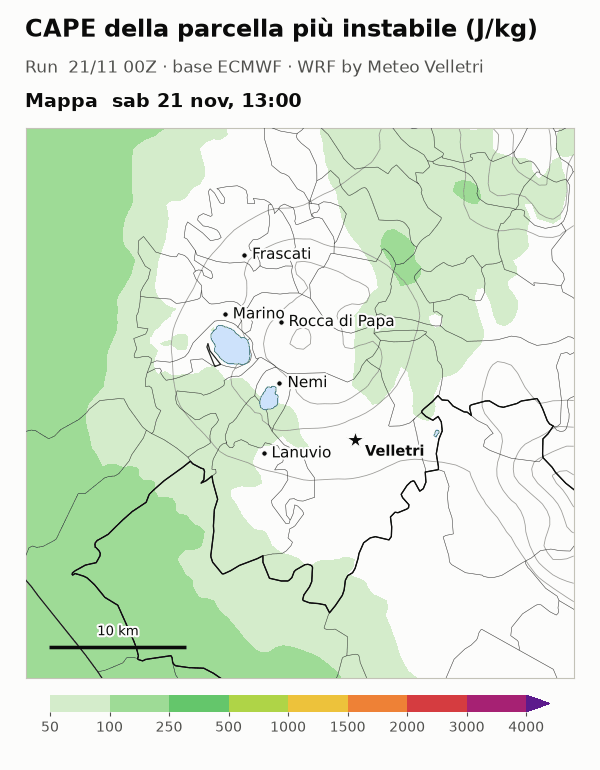 CAPE della parcella più instabile (J/kg)
Run  21/11 00Z · base ECMWF · WRF by Meteo Velletri
Mappa  sab 21 nov, 13:00
Frascati
Marino
Rocca di Papa
Nemi
Velletri
Lanuvio
10 km
50 100 250 500 1000 1500 2000 3000 4000